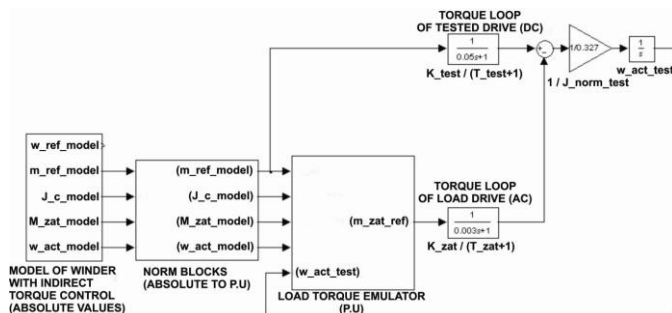 TORQUE LOOP
OF TESTED DRIVE (DC)
1
0.05s+1
K_test / (T_test+1)
1/0.327
1 / J_norm_test
1
s
w_act_test
w_ref_model
m_ref_model
J_c_model
M_zat_model
w_act_model
MODEL OF WINDER
WITH INDIRECT
TORQUE CONTROL
(ABSOLUTE VALUES)
(m_ref_model)
(J_c_model)
(M_zat_model)
(w_act_model)
NORM BLOCKS
(ABSOLUTE TO P.U)
(w_act_test)
(m_zat_ref)
LOAD TORQUE EMULATOR
(P.U)
TORQUE LOOP
OF LOAD DRIVE (AC)
1
0.003s+1
K_zat / (T_zat+1)